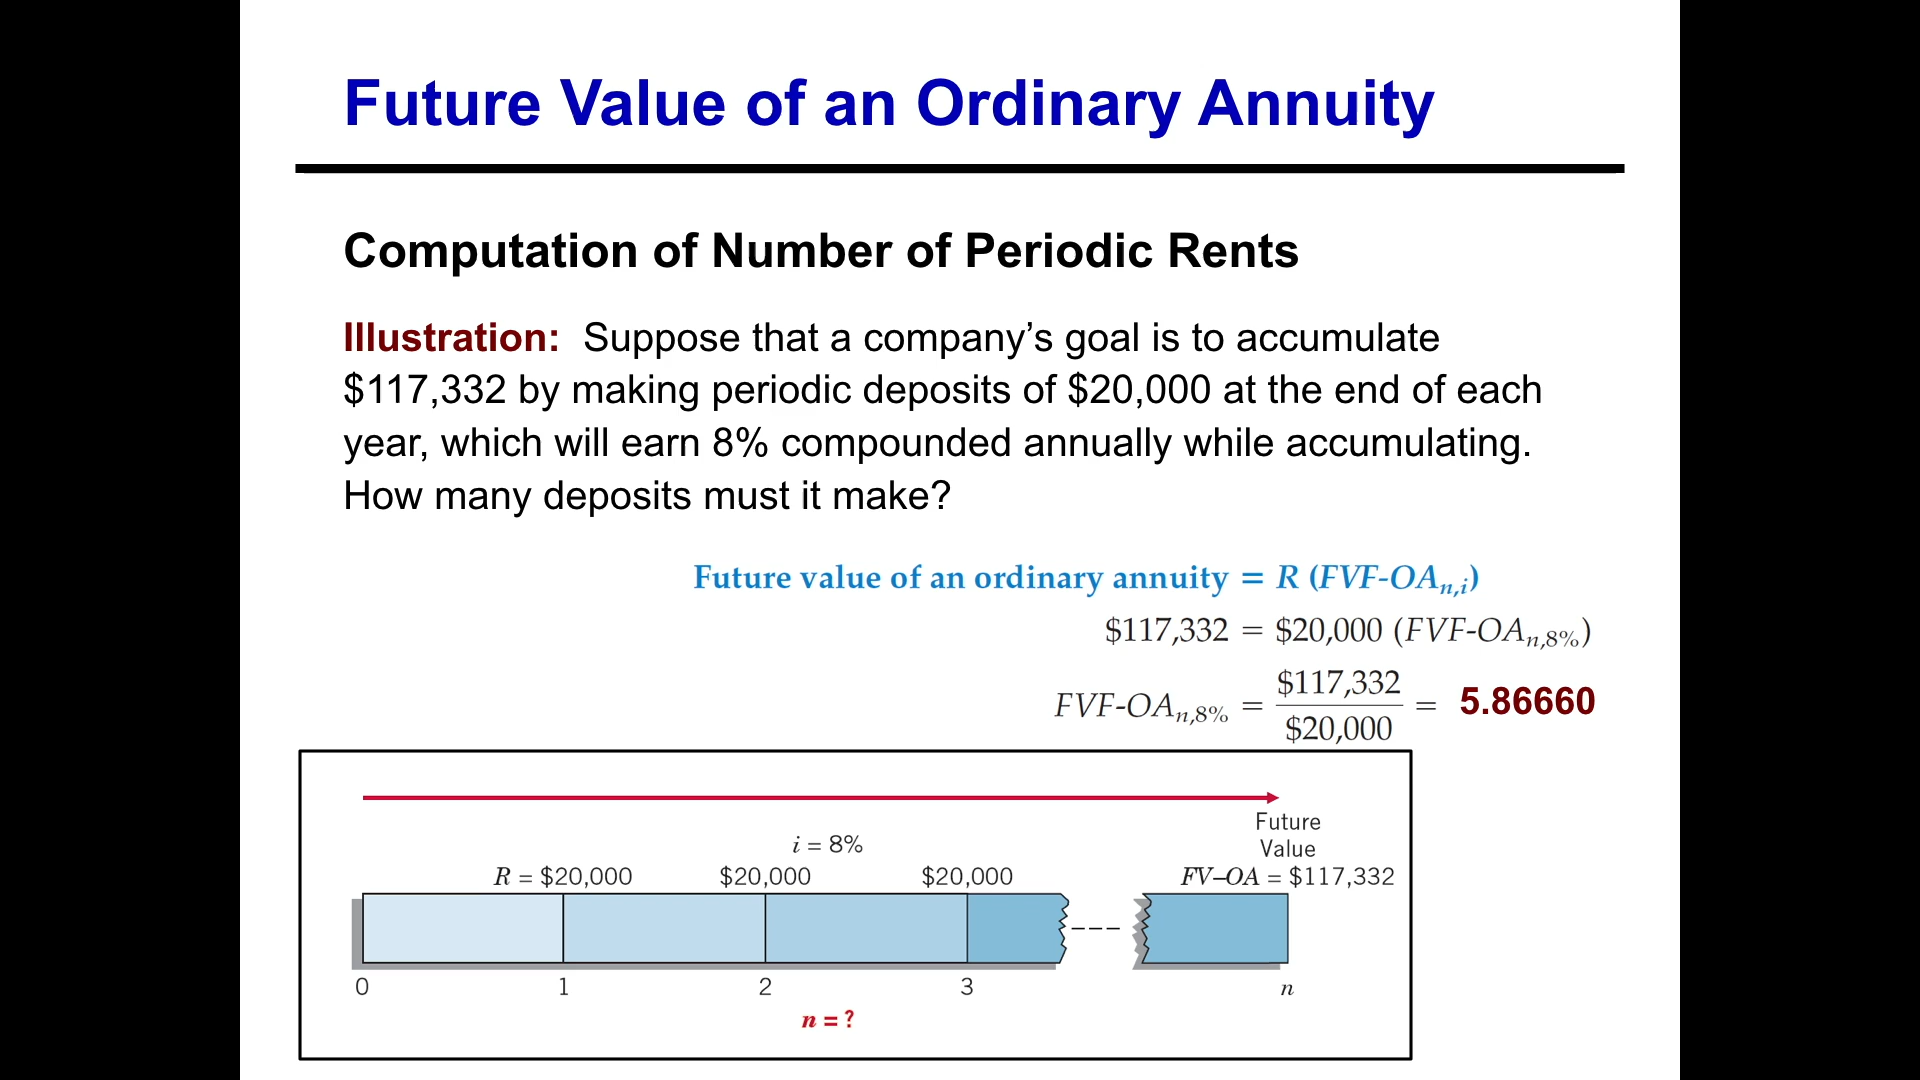 Future Value of an Ordinary Annuity
Computation of Number of Periodic Rents
Illustration: Suppose that a company’s goal is to accumulate
$117,332 by making periodic deposits of $20,000 at the end of each
year, which will earn 8% compounded annually while accumulating.
How many deposits must it make?
Future value of an ordinary annuity = R (FVF-OAn,i)
$117,332 = $20,000 (FVF-OAn,8%)
FVF-OAn,8% = $117,332 / $20,000 = 5.86660
Future
Value
i = 8%
R = $20,000 $20,000 $20,000 FV–OA = $117,332
0 1 2 3 n
n = ?